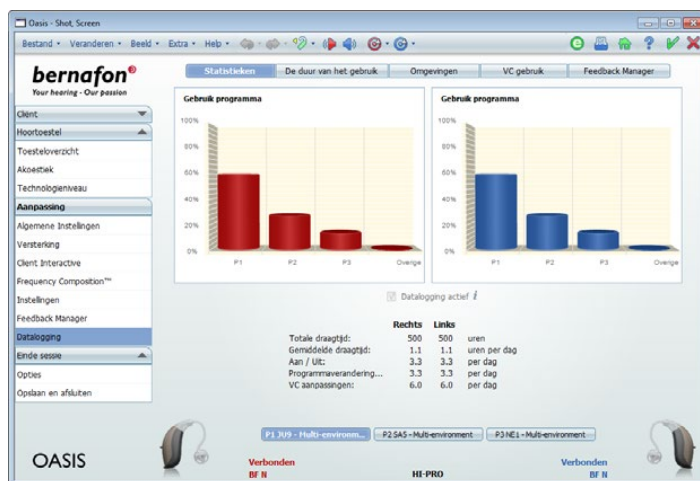 Oasis - Shot, Screen
Bestand Veranderen Beeld Extra Help
bernafon
Your hearing · Our passion
Statistieken De duur van het gebruik Omgevingen VC gebruik Feedback Manager
Cliënt
Hoortoestel
Toesteloverzicht
Akoestiek
Technologieniveau
Aanpassing
Algemene Instellingen
Versterking
Client Interactive
Frequency Composition™
Instellingen
Feedback Manager
Datalogging
Einde sessie
Opties
Opslaan en afsluiten
OASIS
Gebruik programma
100%
80%
60%
40%
20%
0%
P1 P2 P3 Overige
Gebruik programma
100%
80%
60%
40%
20%
0%
P1 P2 P3 Overige
Datalogging actief i
Rechts Links
Totale draagtijd: 500 500 uren
Gemiddelde draagtijd: 1.1 1.1 uren per dag
Aan / Uit: 3.3 3.3 per dag
Programmaverandering... 3.3 3.3 per dag
VC aanpassingen: 6.0 6.0 per dag
P1 JU9 - Multi-environm... P2 SA5 - Multi-environment P3 NE1 - Multi-environment
Verbonden
BF N
HI-PRO
Verbonden
BF N